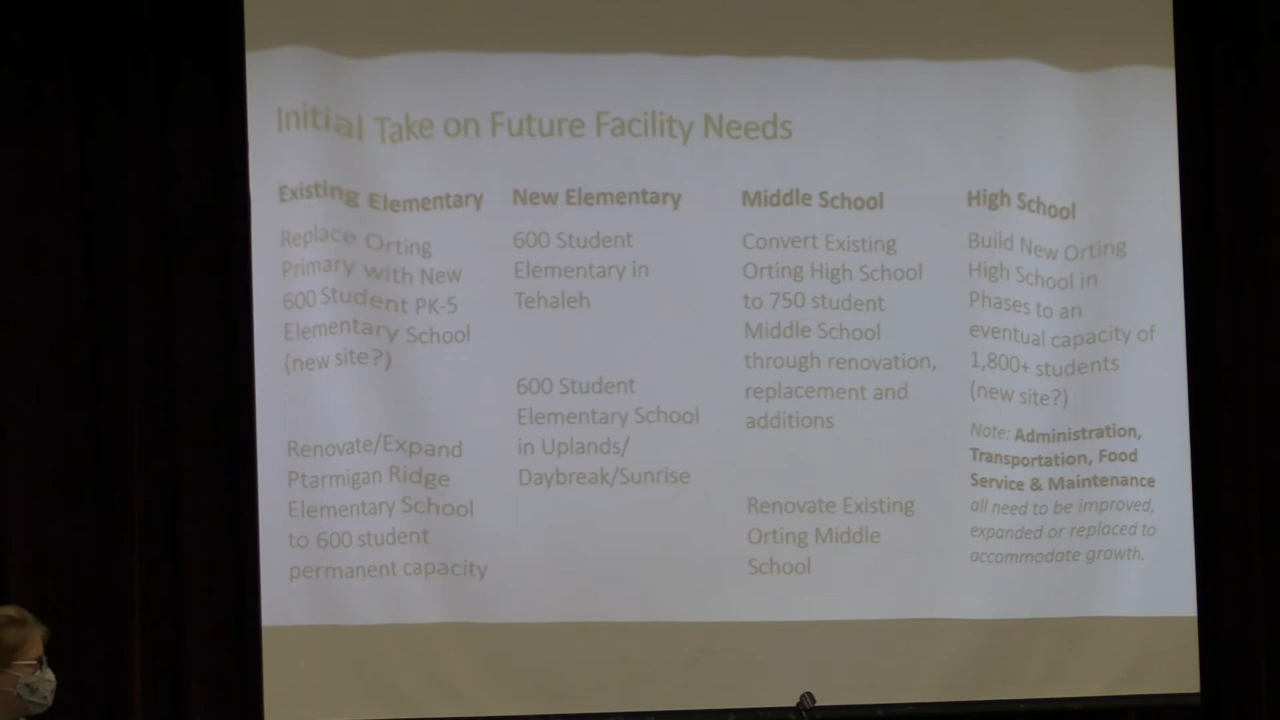 Initial Take on Future Facility Needs
Existing Elementary
Replace Orting
Primary with New
600 Student PK-5
Elementary School
(new site?)
Renovate/Expand
Ptarmigan Ridge
Elementary School
to 600 student
permanent capacity
New Elementary
600 Student
Elementary in
Tehaleh
600 Student
Elementary School
in Uplands/
Daybreak/Sunrise
Middle School
Convert Existing
Orting High School
to 750 student
Middle School
through renovation,
replacement and
additions
Renovate Existing
Orting Middle
School
High School
Build New Orting
High School in
Phases to an
eventual capacity of
1,800+ students
(new site?)
Note: Administration,
Transportation, Food
Service & Maintenance
all need to be improved,
expanded or replaced to
accommodate growth.